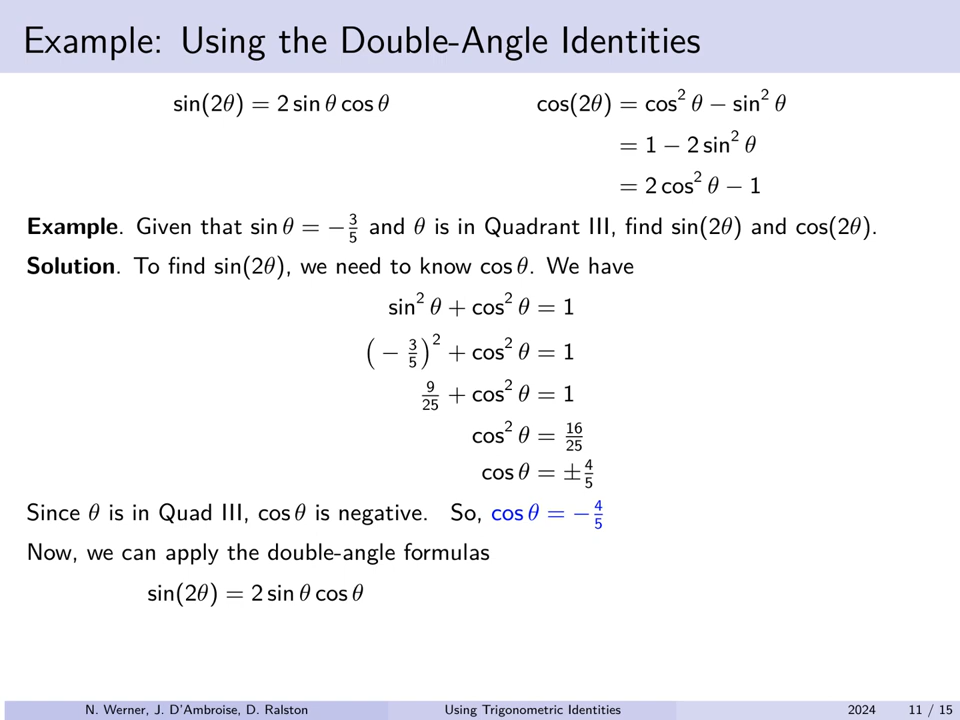 Example: Using the Double-Angle Identities
sin(2θ) = 2 sin θ cos θ
cos(2θ) = cos² θ − sin² θ
= 1 − 2 sin² θ
= 2 cos² θ − 1
Example. Given that sin θ = −3/5 and θ is in Quadrant III, find sin(2θ) and cos(2θ).
Solution. To find sin(2θ), we need to know cos θ. We have
sin² θ + cos² θ = 1
(− 3/5)² + cos² θ = 1
9/25 + cos² θ = 1
cos² θ = 16/25
cos θ = ±4/5
Since θ is in Quad III, cos θ is negative. So, cos θ = −4/5
Now, we can apply the double-angle formulas
sin(2θ) = 2 sin θ cos θ
N. Werner, J. D'Ambroise, D. Ralston Using Trigonometric Identities 2024 11 / 15